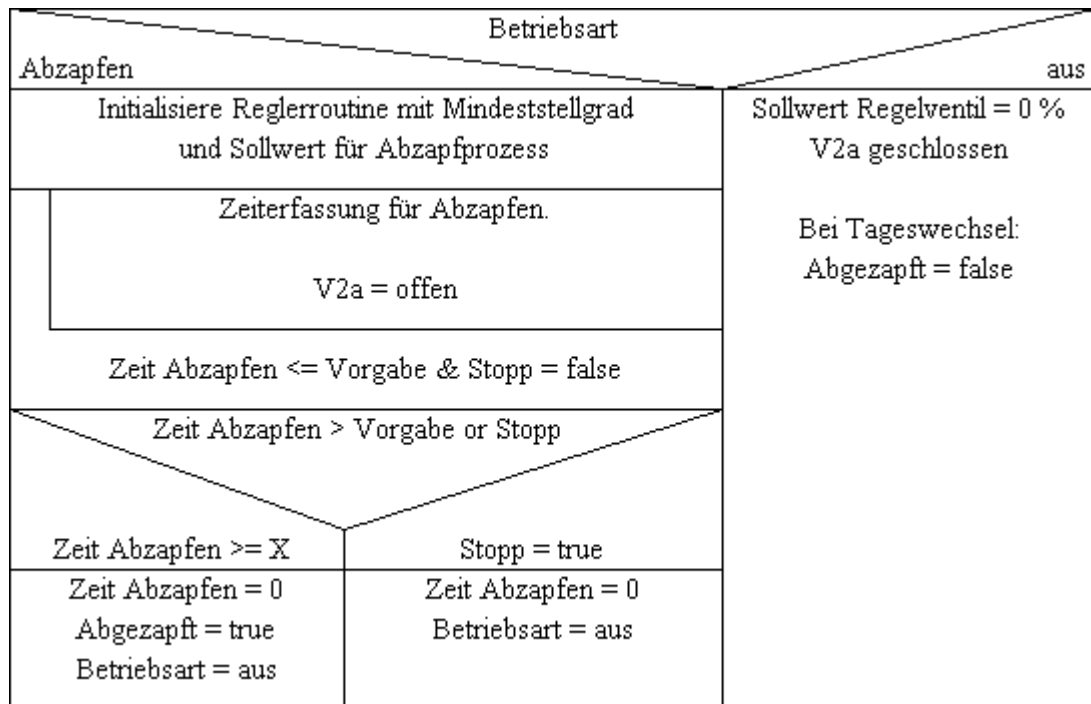 Betriebsart
Abzapfen
aus
Initialisiere Reglerroutine mit Mindeststellgrad
und Sollwert für Abzapfprozess
Zeiterfassung für Abzapfen.
V2a = offen
Zeit Abzapfen <= Vorgabe & Stopp = false
Zeit Abzapfen > Vorgabe or Stopp
Zeit Abzapfen >= X
Zeit Abzapfen = 0
Abgezapft = true
Betriebsart = aus
Stopp = true
Zeit Abzapfen = 0
Betriebsart = aus
Sollwert Regelventil = 0 %
V2a geschlossen
Bei Tageswechsel:
Abgezapft = false